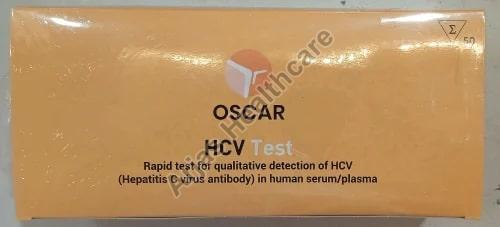 Σ
50
OSCAR
HCV Test
Rapid test for qualitative detection of HCV
(Hepatitis C virus antibody) in human serum/plasma
Healthcare